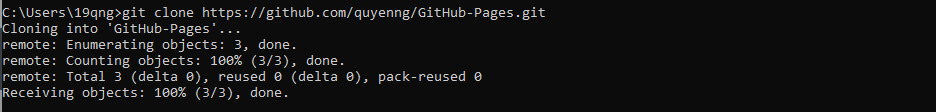 C:\Users\19qng>git clone https://github.com/quyenng/GitHub-Pages.git
Cloning into 'GitHub-Pages'...
remote: Enumerating objects: 3, done.
remote: Counting objects: 100% (3/3), done.
remote: Total 3 (delta 0), reused 0 (delta 0), pack-reused 0
Receiving objects: 100% (3/3), done.